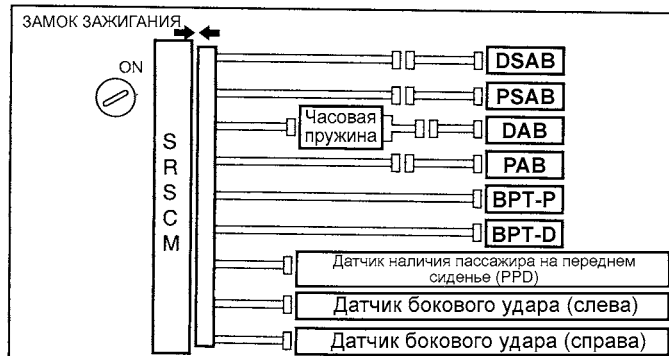 ЗАМОК ЗАЖИГАНИЯ
ON
SRSCM
DSAB
PSAB
Часовая
пружина
DAB
PAB
BPT-P
BPT-D
Датчик наличия пассажира на переднем
сиденье (PPD)
Датчик бокового удара (слева)
Датчик бокового удара (справа)